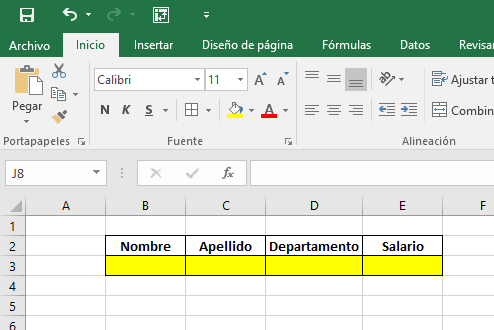 Archivo Inicio Insertar Diseño de página Fórmulas Datos Revisar
Calibri 11 A A ab Ajustar t
Pegar N K S A Combin
Portapapeles Fuente Alineación
J8 fx
A B C D E F
1
2 Nombre Apellido Departamento Salario
3
4
5
6